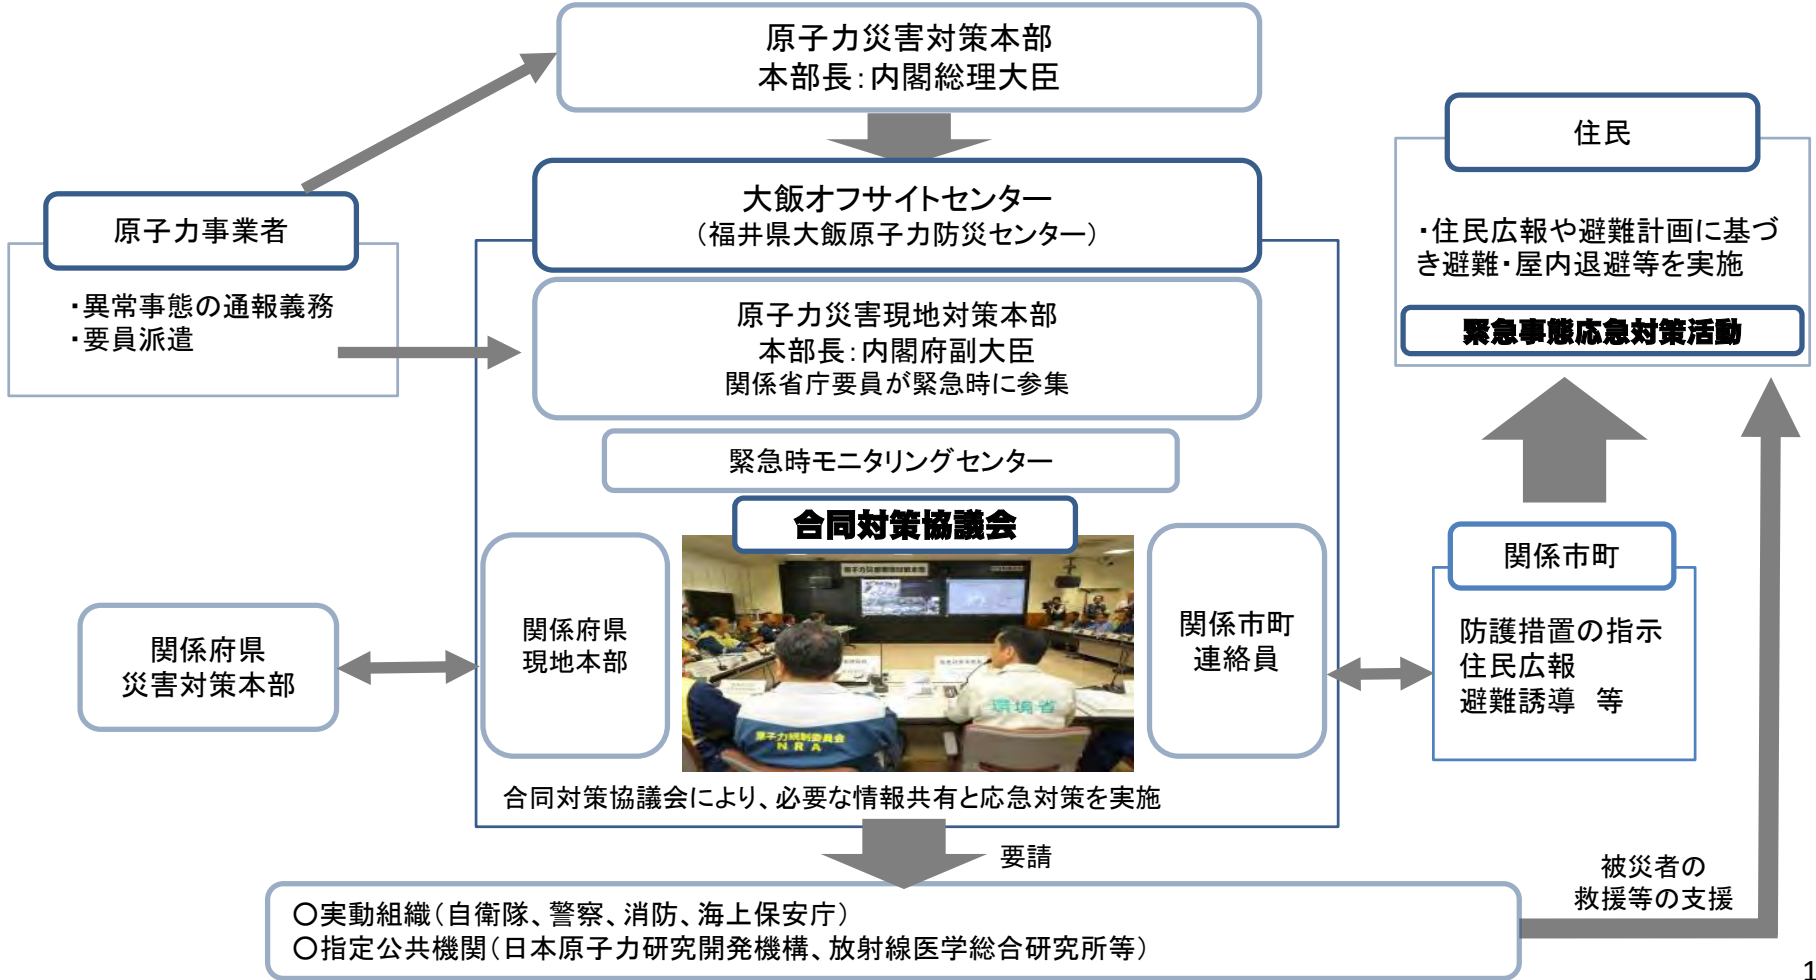 原子力災害対策本部
本部長：内閣総理大臣
住民
・住民広報や避難計画に基づ
き避難・屋内退避等を実施
緊急事態応急対策活動
大飯オフサイトセンター
（福井県大飯原子力防災センター）
原子力事業者
・異常事態の通報義務
・要員派遣
原子力災害現地対策本部
本部長：内閣府副大臣
関係省庁要員が緊急時に参集
緊急時モニタリングセンター
合同対策協議会
関係府県
災害対策本部
関係府県
現地本部
環境省
原子力規制委員会
NRA
関係市町
連絡員
関係市町
防護措置の指示
住民広報
避難誘導　等
合同対策協議会により、必要な情報共有と応急対策を実施
要請
被災者の
救援等の支援
○実動組織（自衛隊、警察、消防、海上保安庁）
○指定公共機関（日本原子力研究開発機構、放射線医学総合研究所等）
1